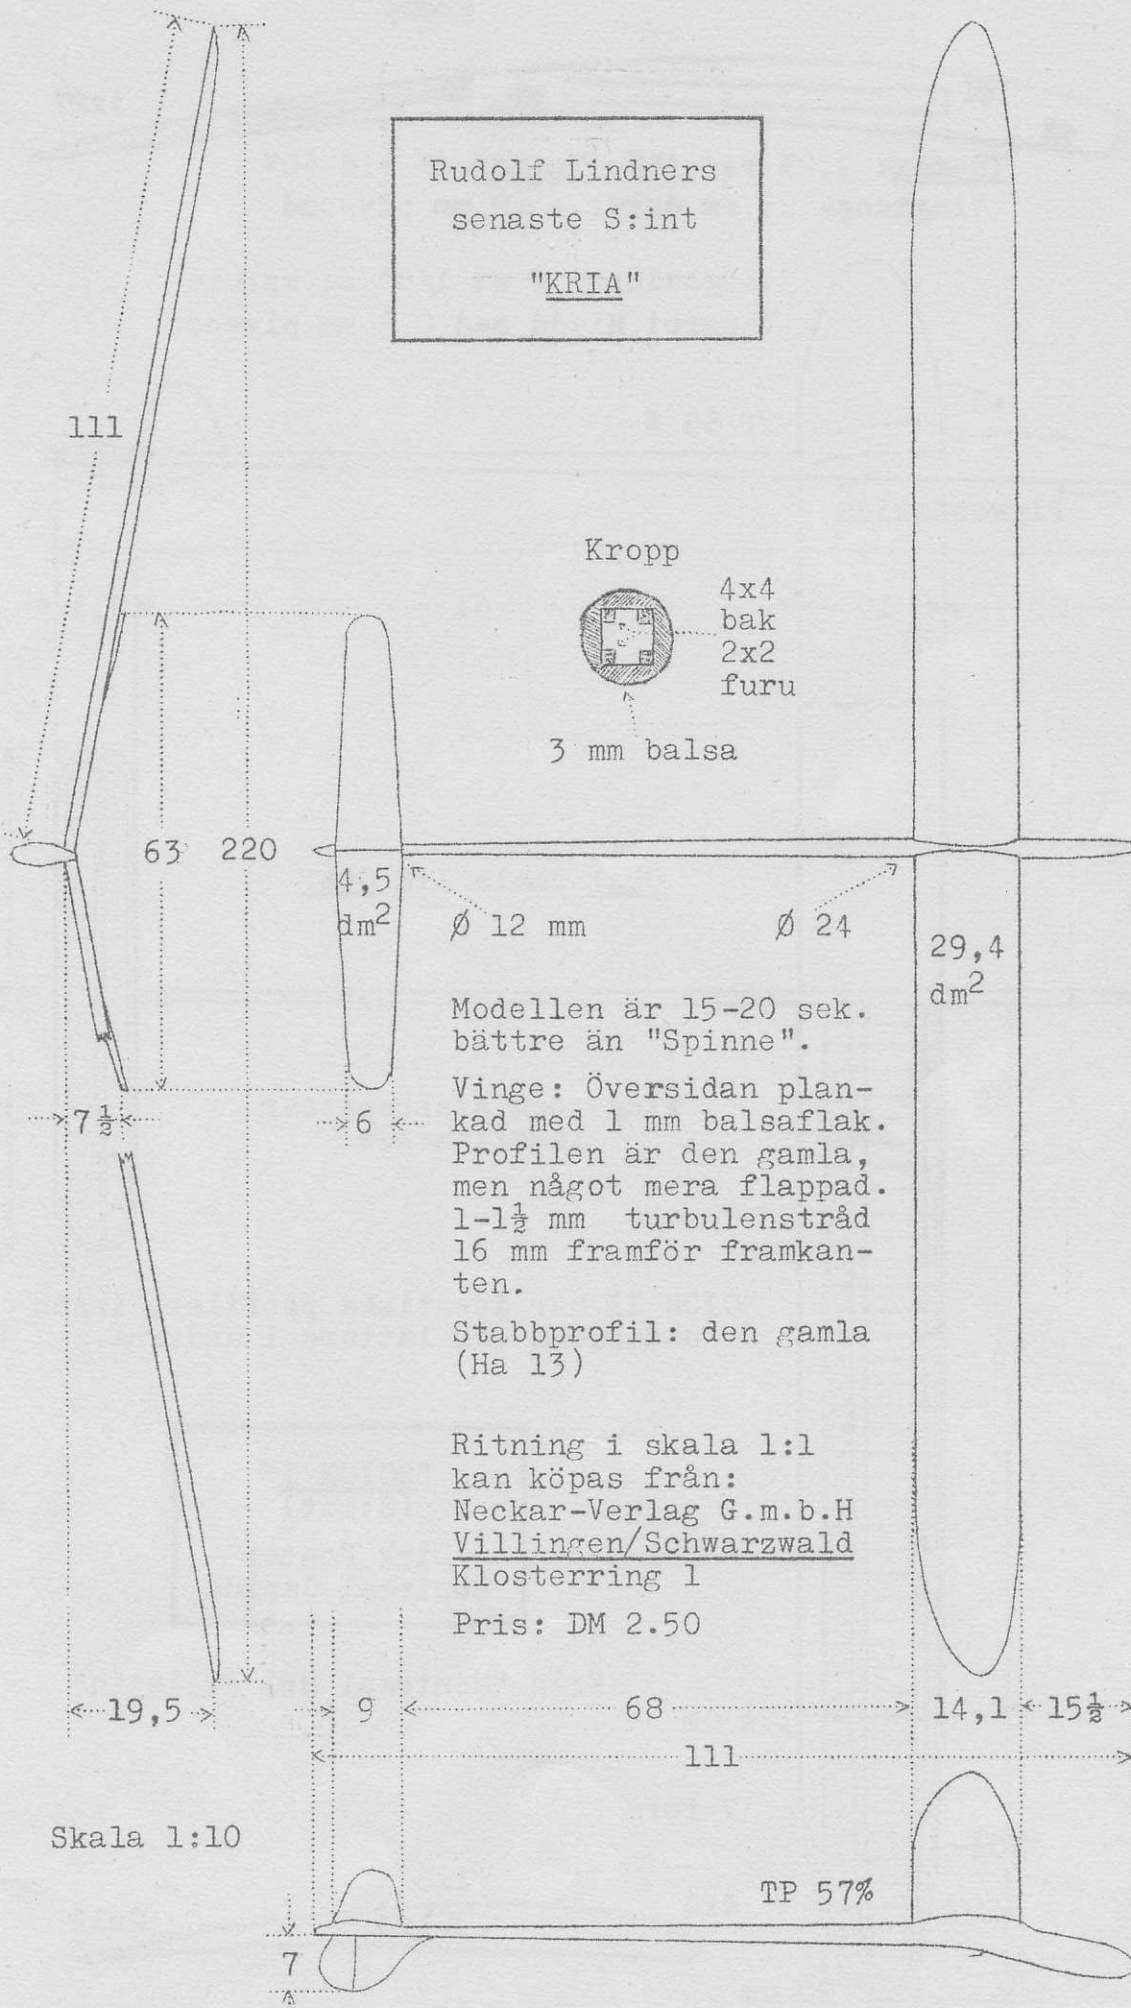 Rudolf Lindners
senaste S:int
"KRIA"
111
Kropp
4x4
bak
2x2
furu
3 mm balsa
63
220
4,5
dm²
Ø 12 mm
Ø 24
29,4
dm²
Modellen är 15-20 sek.
bättre än "Spinne".
Vinge: Översidan plan-
kad med 1 mm balsaflak.
Profilen är den gamla,
men något mera flappad.
1-1½ mm turbulenstråd
16 mm framför framkan-
ten.
Stabbprofil: den gamla
(Ha 13)
7½
6
Ritning i skala 1:1
kan köpas från:
Neckar-Verlag G.m.b.H
Villingen/Schwarzwald
Klosterring 1
Pris: DM 2.50
19,5
9
68
14,1
15½
111
Skala 1:10
TP 57%
7